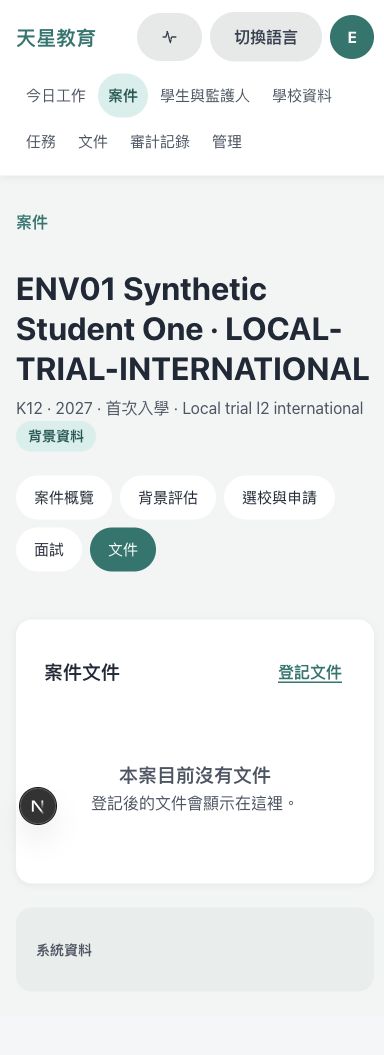 天星教育
切換語言
E
今日工作 案件 學生與監護人 學校資料
任務 文件 審計記錄 管理
案件
ENV01 Synthetic
Student One · LOCAL-
TRIAL-INTERNATIONAL
K12 · 2027 · 首次入學 · Local trial l2 international
背景資料
案件概覽 背景評估 選校與申請
面試 文件
案件文件 登記文件
本案目前沒有文件
登記後的文件會顯示在這裡。
N
系統資料